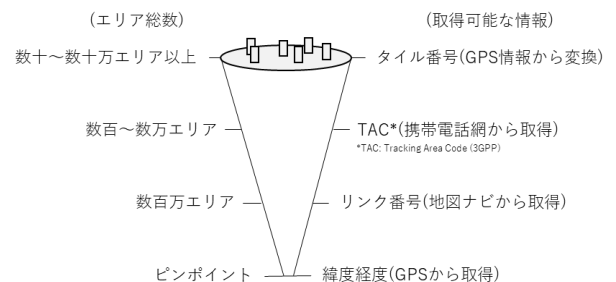 (エリア総数)
(取得可能な情報)
数十～数十万エリア以上
タイル番号(GPS情報から変換)
数百～数万エリア
TAC*(携帯電話網から取得)
*TAC: Tracking Area Code (3GPP)
数百万エリア
リンク番号(地図ナビから取得)
ピンポイント
緯度経度(GPSから取得)